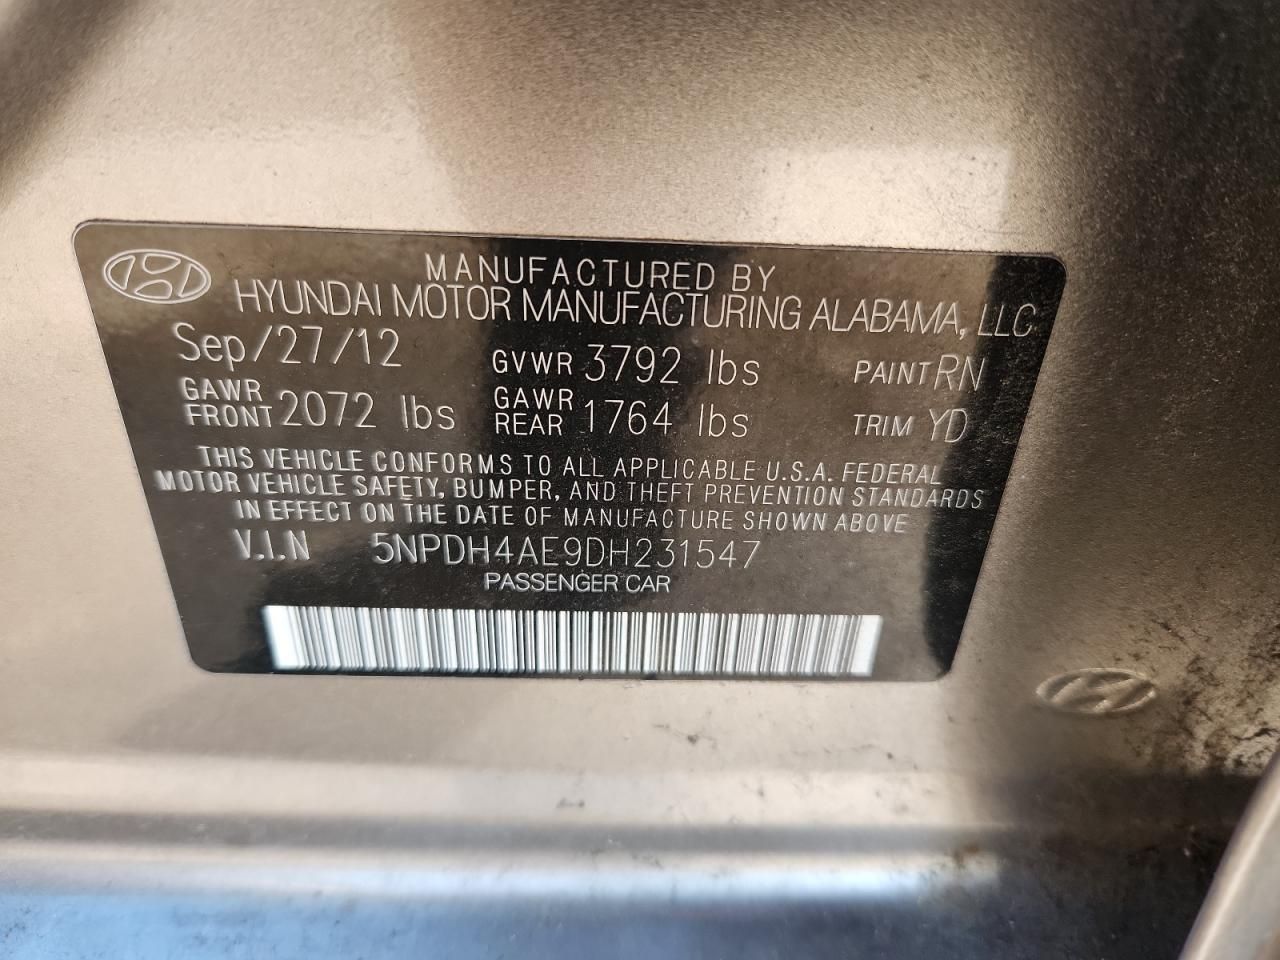 MANUFACTURED BY
HYUNDAI MOTOR MANUFACTURING ALABAMA, LLC
Sep/27/12 GVWR 3792 lbs PAINT RN
GAWR FRONT 2072 lbs GAWR REAR 1764 lbs TRIM YD
THIS VEHICLE CONFORMS TO ALL APPLICABLE U.S.A. FEDERAL
MOTOR VEHICLE SAFETY, BUMPER, AND THEFT PREVENTION STANDARDS
IN EFFECT ON THE DATE OF MANUFACTURE SHOWN ABOVE
V.I.N 5NPDH4AE9DH231547
PASSENGER CAR